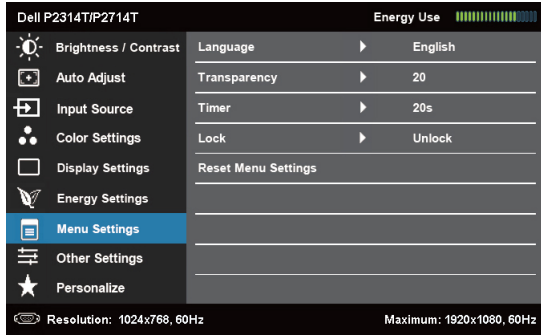 Dell P2314T/P2714T Energy Use
Brightness / Contrast Language English
Auto Adjust Transparency 20
Input Source Timer 20s
Color Settings Lock Unlock
Display Settings Reset Menu Settings
Energy Settings
Menu Settings
Other Settings
Personalize
Resolution: 1024x768, 60Hz Maximum: 1920x1080, 60Hz